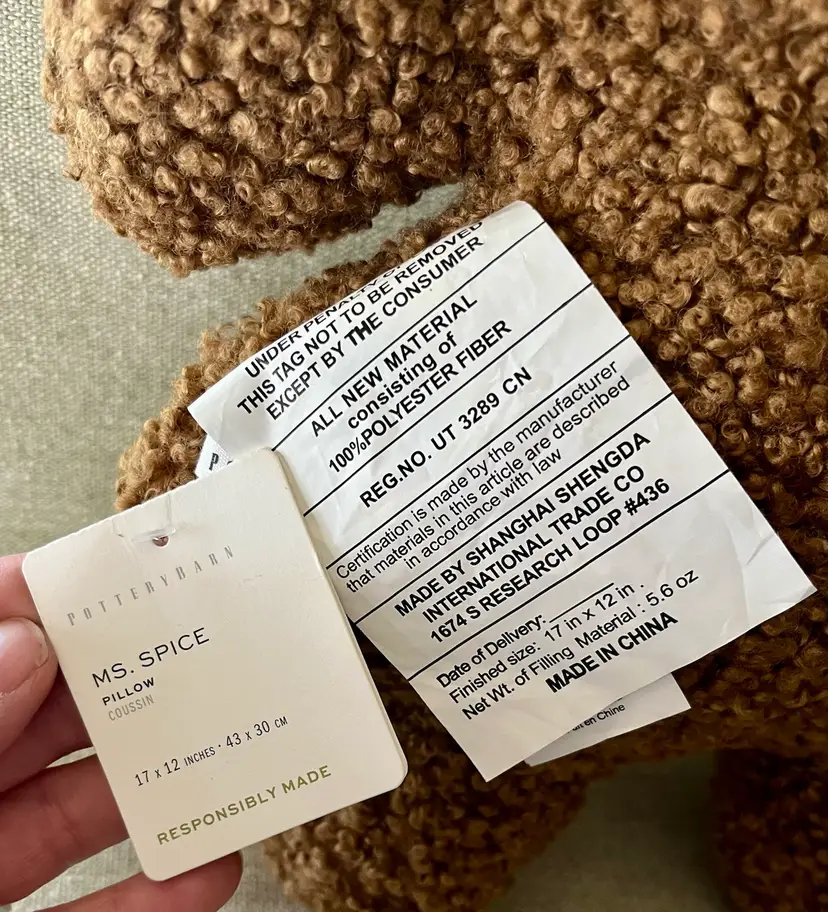 UNDER PENALTY
THIS TAG NOT TO BE REMOVED
EXCEPT BY THE CONSUMER
ALL NEW MATERIAL
consisting of
100%POLYESTER FIBER
REG.NO. UT 3289 CN
Certification is made by the manufacturer
that materials in this article are described
in accordance with law
MADE BY SHANGHAI SHENGDA
INTERNATIONAL TRADE CO
1674 S RESEARCH LOOP #436
Date of Delivery:
Finished size: 17 in x 12 in .
Net Wt. of Filling Material : 5.6 oz
MADE IN CHINA
en Chine
POTTERYBARN
MS. SPICE
PILLOW
COUSSIN
17 x 12 INCHES · 43 x 30 CM
RESPONSIBLY MADE